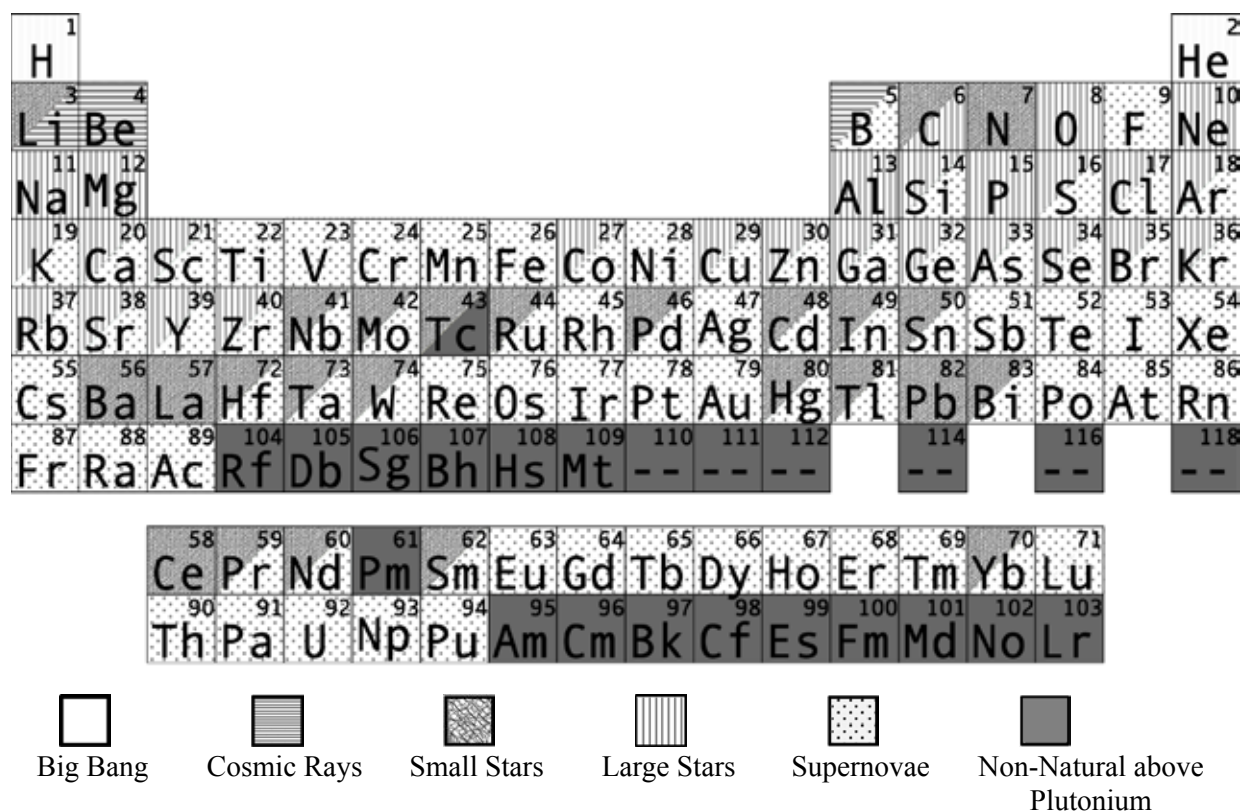 1 2
H He
3 4 5 6 7 8 9 10
Li Be B C N O F Ne
11 12 13 14 15 16 17 18
Na Mg Al Si P S Cl Ar
19 20 21 22 23 24 25 26 27 28 29 30 31 32 33 34 35 36
K Ca Sc Ti V Cr Mn Fe Co Ni Cu Zn Ga Ge As Se Br Kr
37 38 39 40 41 42 43 44 45 46 47 48 49 50 51 52 53 54
Rb Sr Y Zr Nb Mo Tc Ru Rh Pd Ag Cd In Sn Sb Te I Xe
55 56 57 72 73 74 75 76 77 78 79 80 81 82 83 84 85 86
Cs Ba La Hf Ta W Re Os Ir Pt Au Hg Tl Pb Bi Po At Rn
87 88 89 104 105 106 107 108 109 110 111 112 114 116 118
Fr Ra Ac Rf Db Sg Bh Hs Mt -- -- -- -- -- --
58 59 60 61 62 63 64 65 66 67 68 69 70 71
Ce Pr Nd Pm Sm Eu Gd Tb Dy Ho Er Tm Yb Lu
90 91 92 93 94 95 96 97 98 99 100 101 102 103
Th Pa U Np Pu Am Cm Bk Cf Es Fm Md No Lr
Big Bang Cosmic Rays Small Stars Large Stars Supernovae Non-Natural above
Plutonium